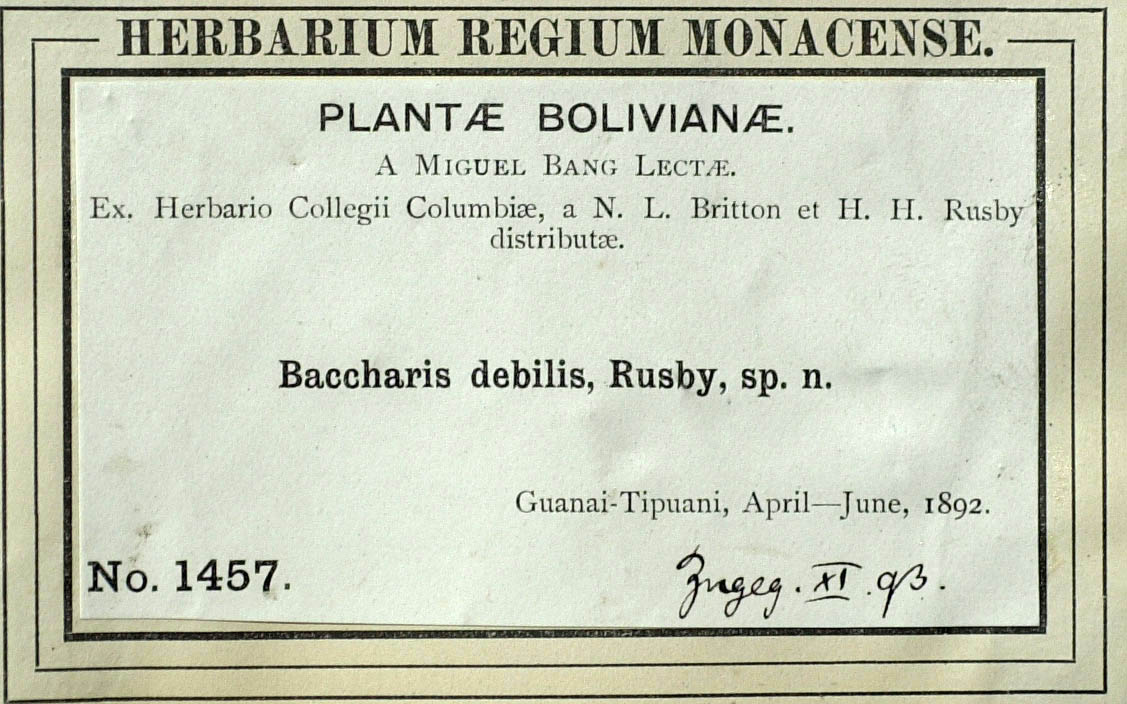 HERBARIUM REGIUM MONACENSE.
PLANTÆ BOLIVIANÆ.
A MIGUEL BANG LECTÆ.
Ex. Herbario Collegii Columbiæ, a N. L. Britton et H. H. Rusby
distributæ.
Baccharis debilis, Rusby, sp. n.
Guanai-Tipuani, April—June, 1892.
No. 1457.
Zugeg. XI. 93.